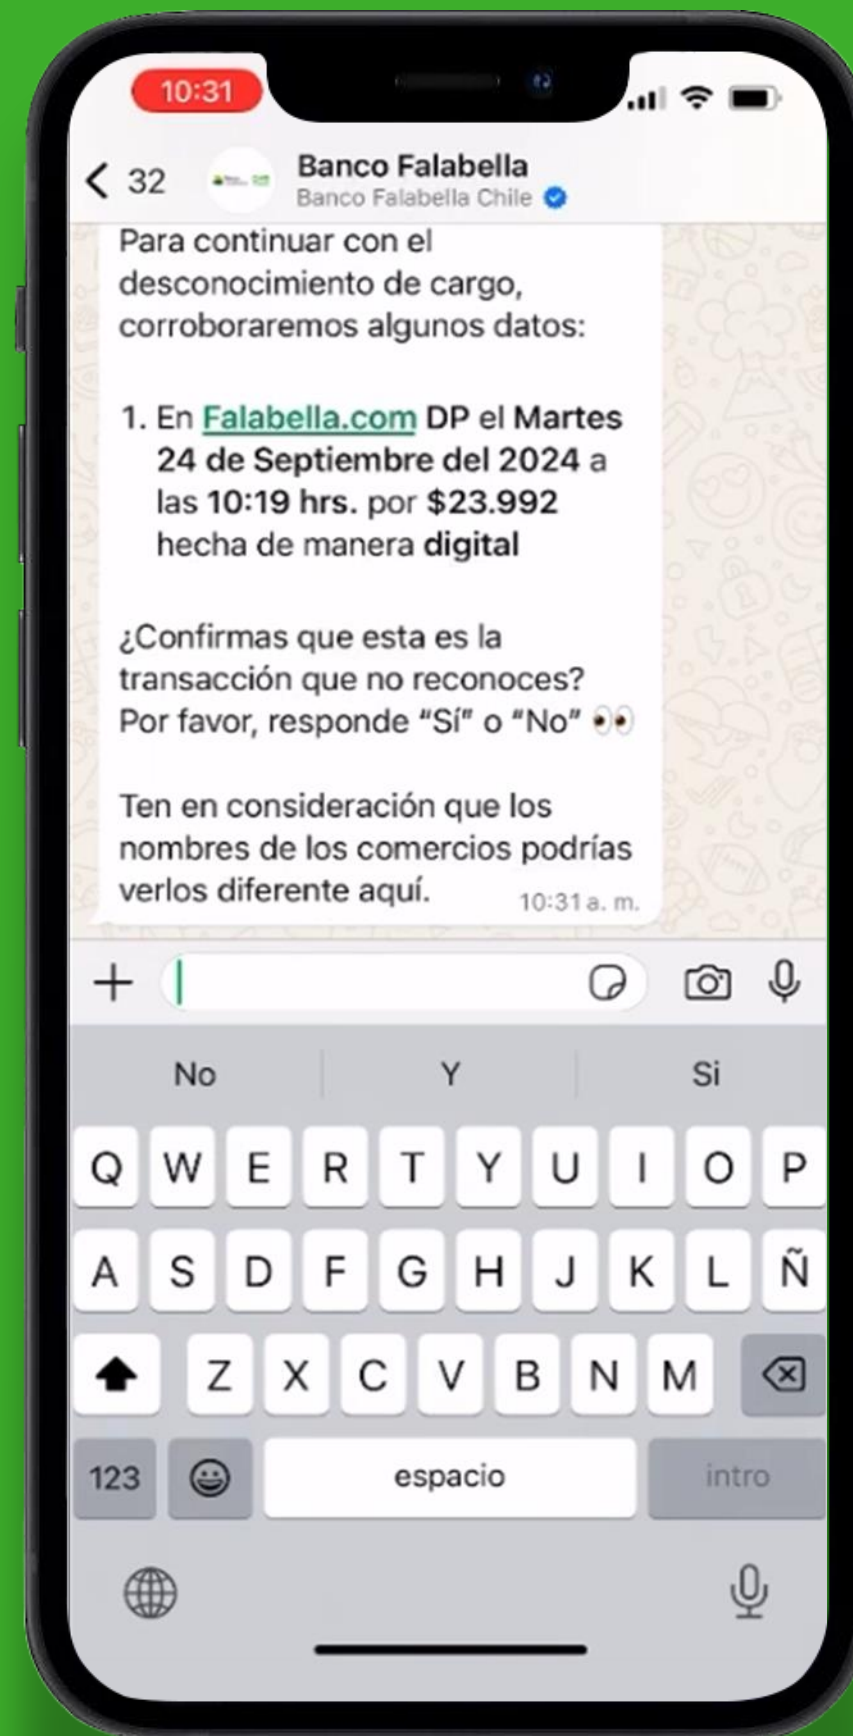 10:31
32
Banco Falabella
Banco Falabella Chile
Para continuar con el
desconocimiento de cargo,
corroboraremos algunos datos:
1. En Falabella.com DP el Martes
24 de Septiembre del 2024 a
las 10:19 hrs. por $23.992
hecha de manera digital
¿Confirmas que esta es la
transacción que no reconoces?
Por favor, responde “Sí” o “No” 👀
Ten en consideración que los
nombres de los comercios podrías
verlos diferente aquí.
10:31 a. m.
No Y Si
Q W E R T Y U I O P
A S D F G H J K L Ñ
Z X C V B N M
123 espacio intro